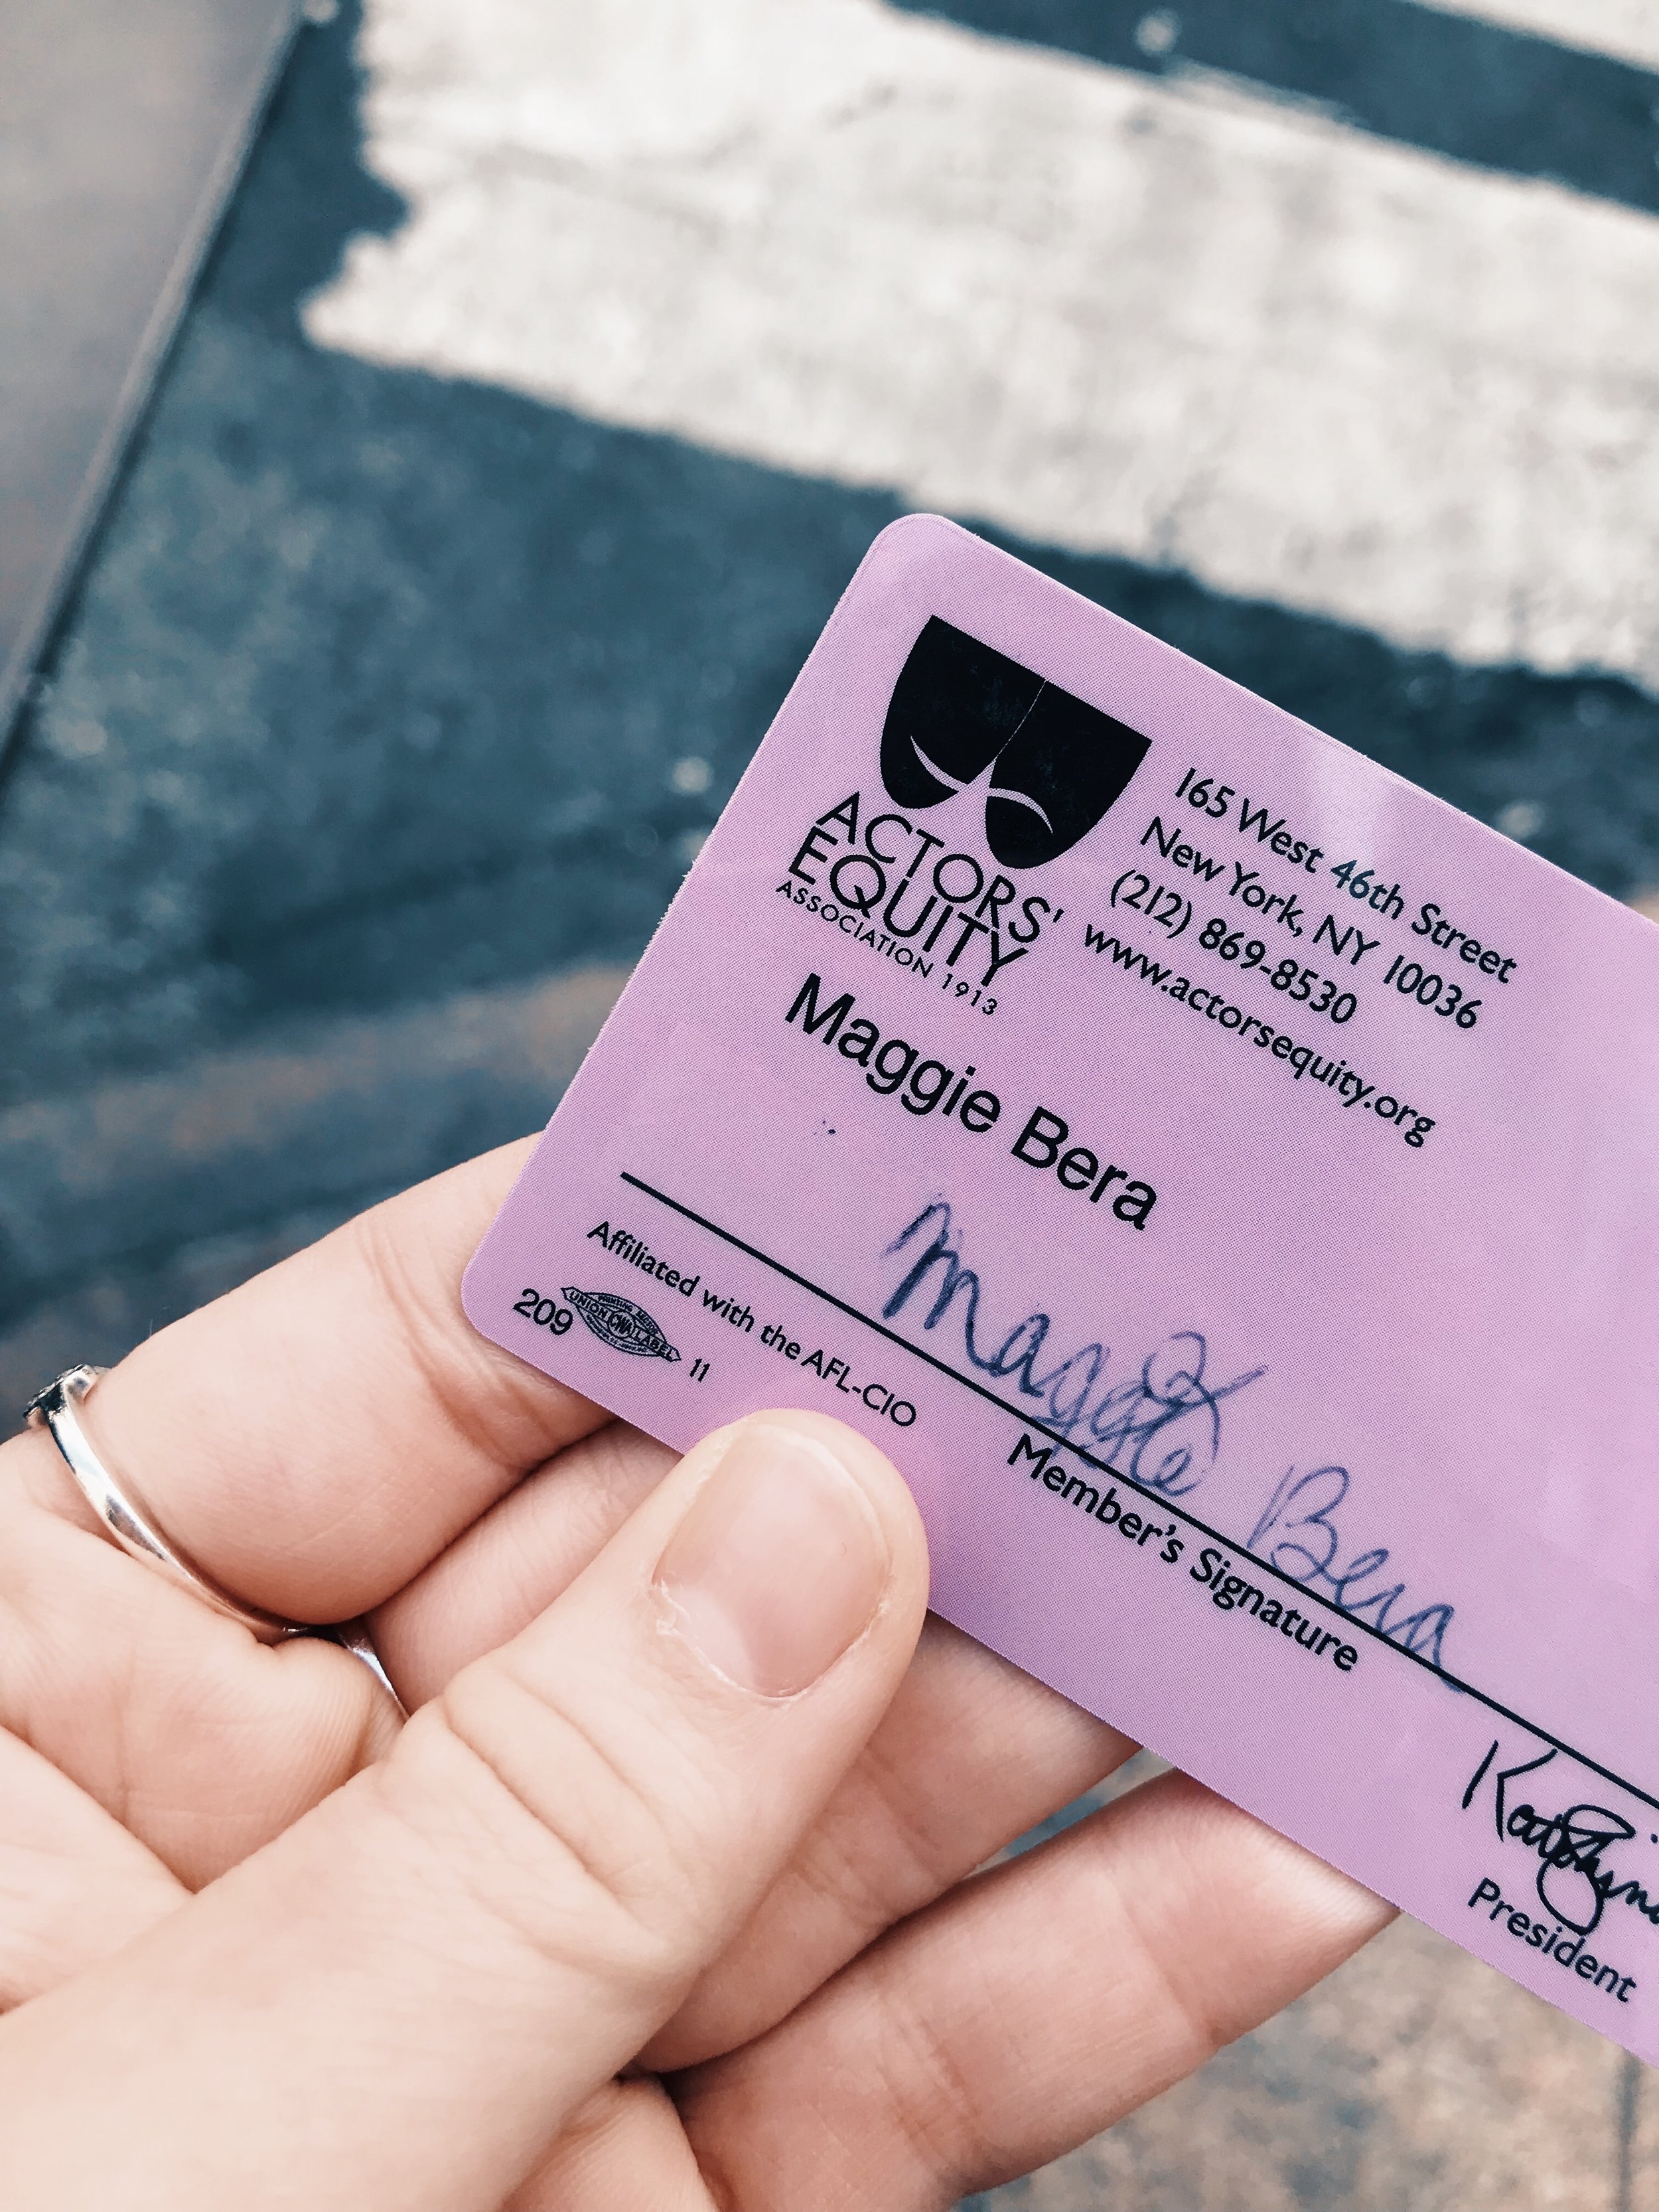 ACTORS'
EQUITY
ASSOCIATION 1913
165 West 46th Street
New York, NY 10036
(212) 869-8530
www.actorsequity.org
Maggie Bera
Maggie Bera
Member's Signature
Affiliated with the AFL-CIO
209
UNION LABEL
CWA
11
President